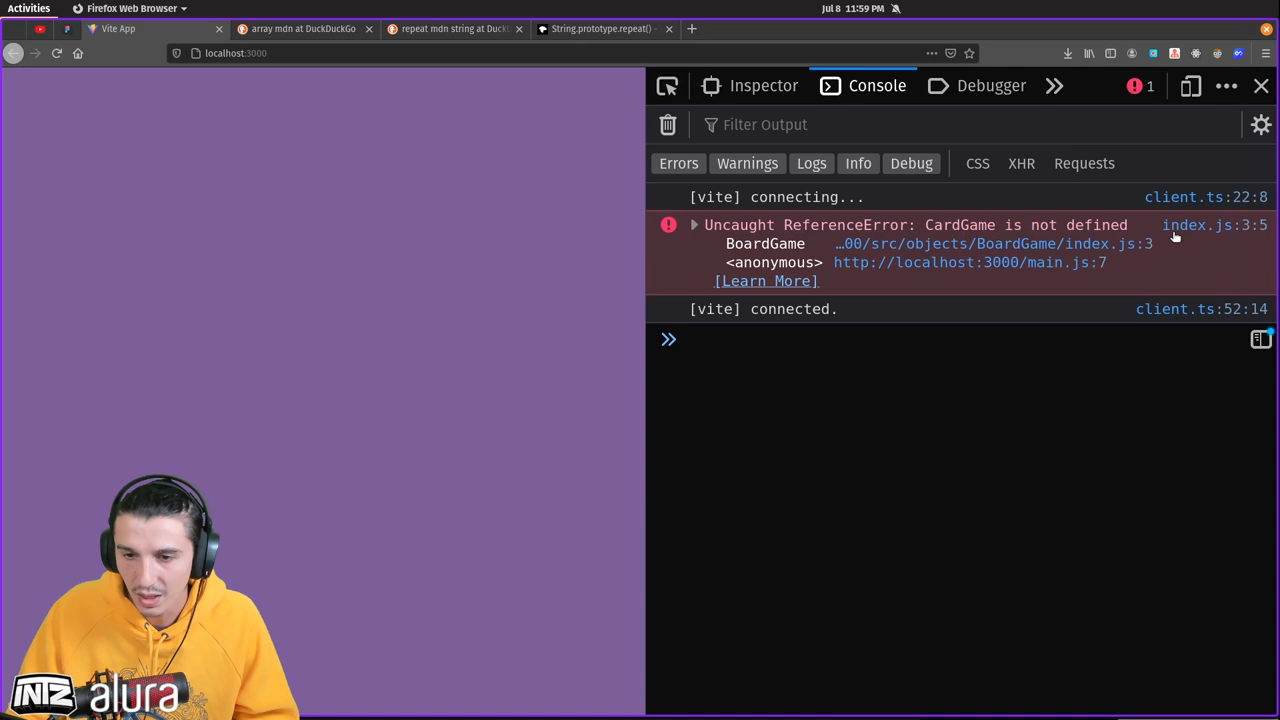 Activities
Firefox Web Browser
Jul 8 11:59 PM
Vite App
array mdn at DuckDuckGo
repeat mdn string at Duck
String.prototype.repeat() -
localhost:3000
Inspector
Console
Debugger
1
Filter Output
Errors
Warnings
Logs
Info
Debug
CSS
XHR
Requests
[vite] connecting... client.ts:22:8
Uncaught ReferenceError: CardGame is not defined index.js:3:5
BoardGame …00/src/objects/BoardGame/index.js:3
<anonymous> http://localhost:3000/main.js:7
[Learn More]
[vite] connected. client.ts:52:14
INTZ alura